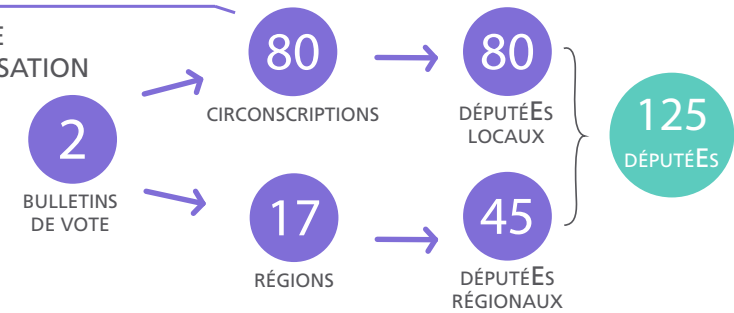 SATION
80
80
CIRCONSCRIPTIONS
DÉPUTÉES
LOCAUX
2
125
DÉPUTÉES
BULLETINS
DE VOTE
17
45
RÉGIONS
DÉPUTÉES
RÉGIONAUX